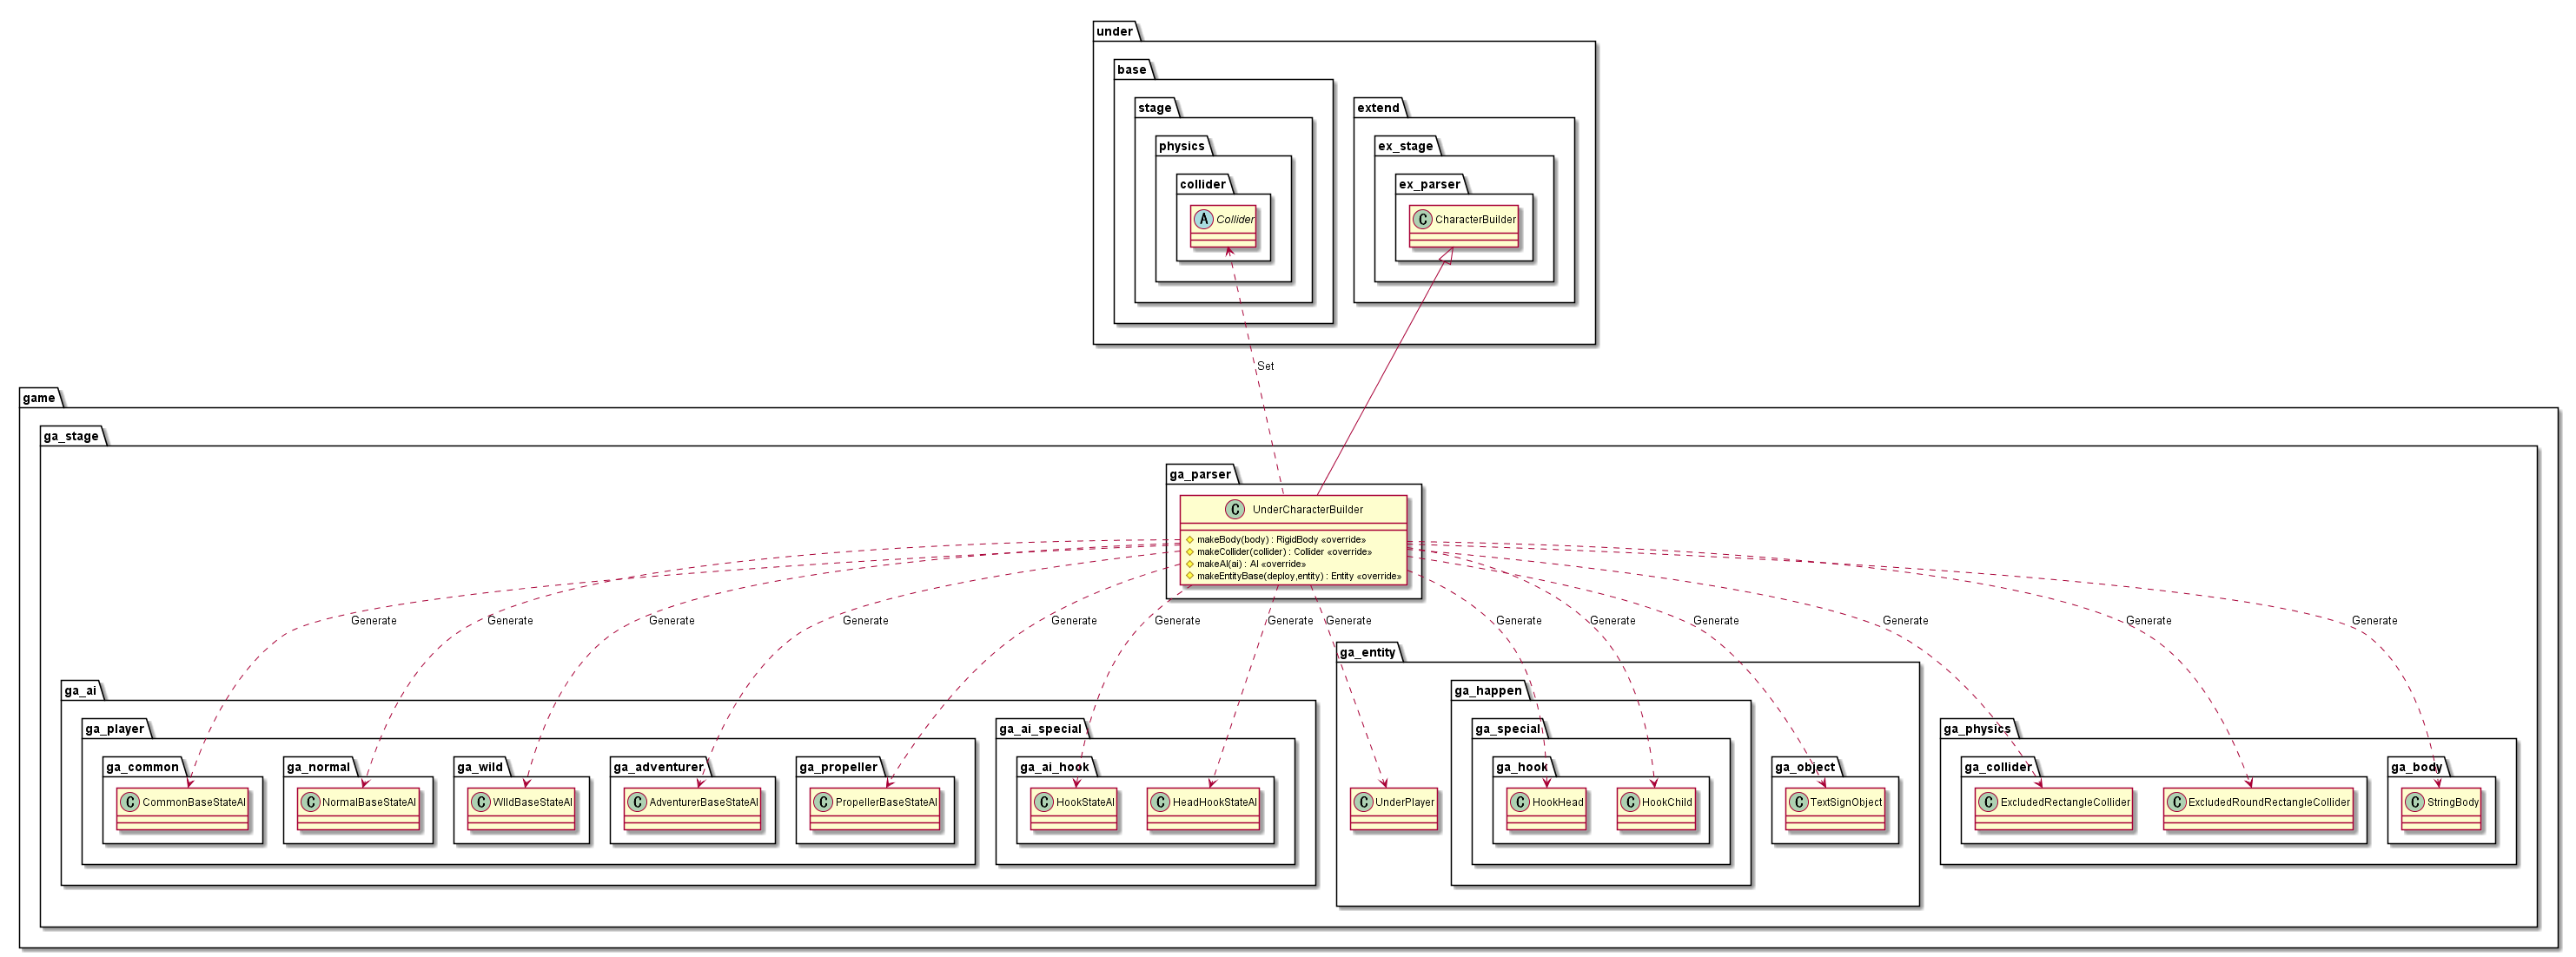 under
base
stage
extend
physics
ex_stage
collider
ex_parser
A Collider
C CharacterBuilder
Set
game
ga_stage
ga_parser
C UnderCharacterBuilder
makeBody(body) : RigidBody «override»
makeCollider(collider) : Collider «override»
makeAI(ai) : AI «override»
makeEntityBase(deploy,entity) : Entity «override»
Generate
Generate
Generate
Generate
Generate
Generate
Generate
Generate
Generate
Generate
Generate
Generate
Generate
Generate
ga_entity
ga_ai
ga_happen
ga_player
ga_ai_special
ga_special
ga_physics
ga_common
ga_normal
ga_wild
ga_adventurer
ga_propeller
ga_ai_hook
ga_hook
ga_object
ga_collider
ga_body
C CommonBaseStateAI
C NormalBaseStateAI
C WIldBaseStateAI
C AdventurerBaseStateAI
C PropellerBaseStateAI
C HookStateAI
C HeadHookStateAI
C UnderPlayer
C HookHead
C HookChild
C TextSignObject
C ExcludedRectangleCollider
C ExcludedRoundRectangleCollider
C StringBody